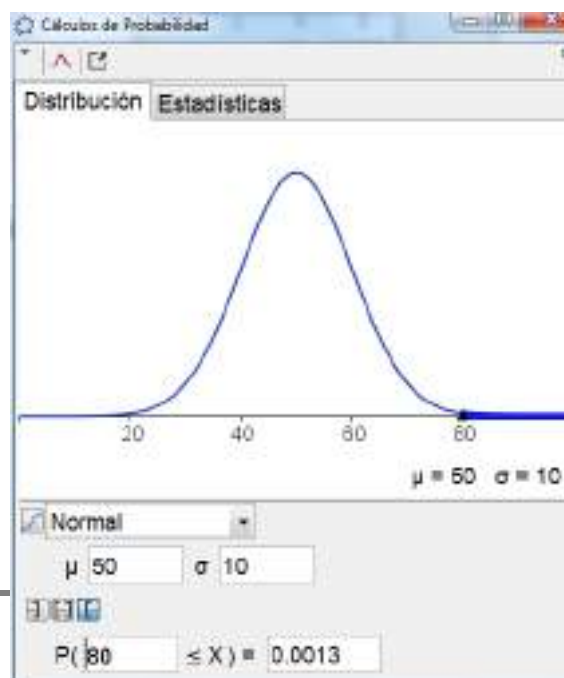 Cálculos de Probabilidad
Distribución Estadísticas
20 40 60 80
μ = 50 σ = 10
Normal
μ 50 σ 10
P( 80 ≤ X ) = 0.0013